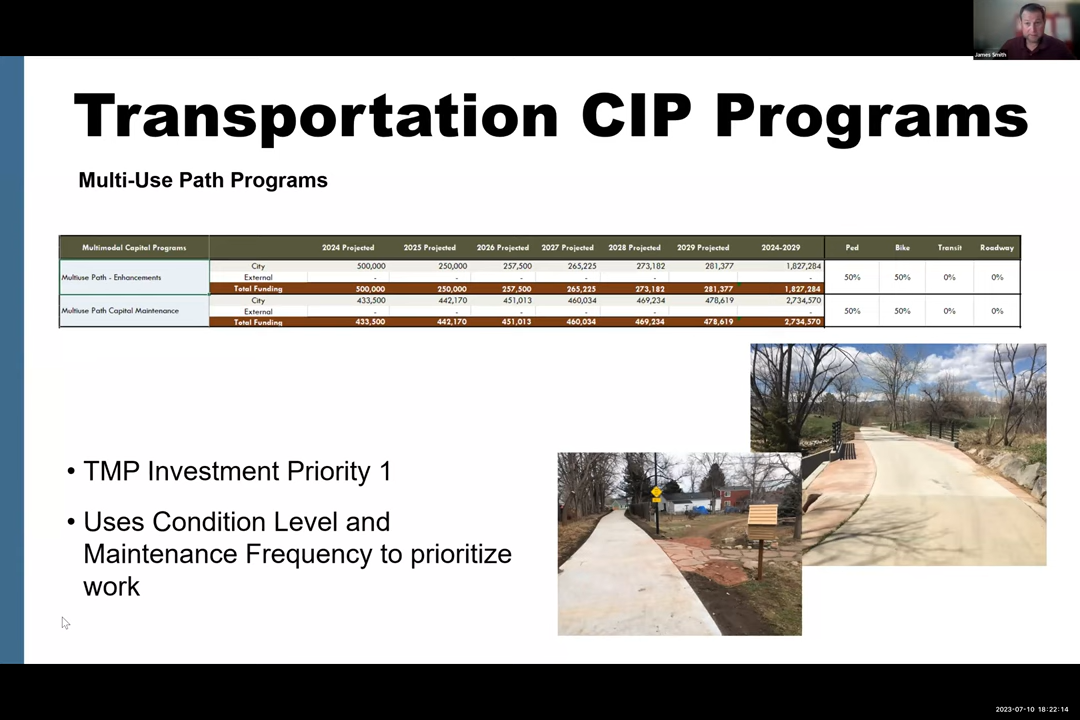 James Smith
Transportation CIP Programs
Multi-Use Path Programs
Multimodal Capital Programs 2024 Projected 2025 Projected 2026 Projected 2027 Projected 2028 Projected 2029 Projected 2024-2029 Ped Bike Transit Roadway
Multiuse Path - Enhancements
City 500,000 250,000 257,500 265,225 273,182 281,377 1,827,284
External - - - - - - -
Total Funding 500,000 250,000 257,500 265,225 273,182 281,377 1,827,284
50% 50% 0% 0%
Multiuse Path Capital Maintenance
City 433,500 442,170 451,013 460,034 469,234 478,619 2,734,570
External - - - - - - -
Total Funding 433,500 442,170 451,013 460,034 469,234 478,619 2,734,570
50% 50% 0% 0%
• TMP Investment Priority 1
• Uses Condition Level and
Maintenance Frequency to prioritize
work
2023-07-10 18:22:14